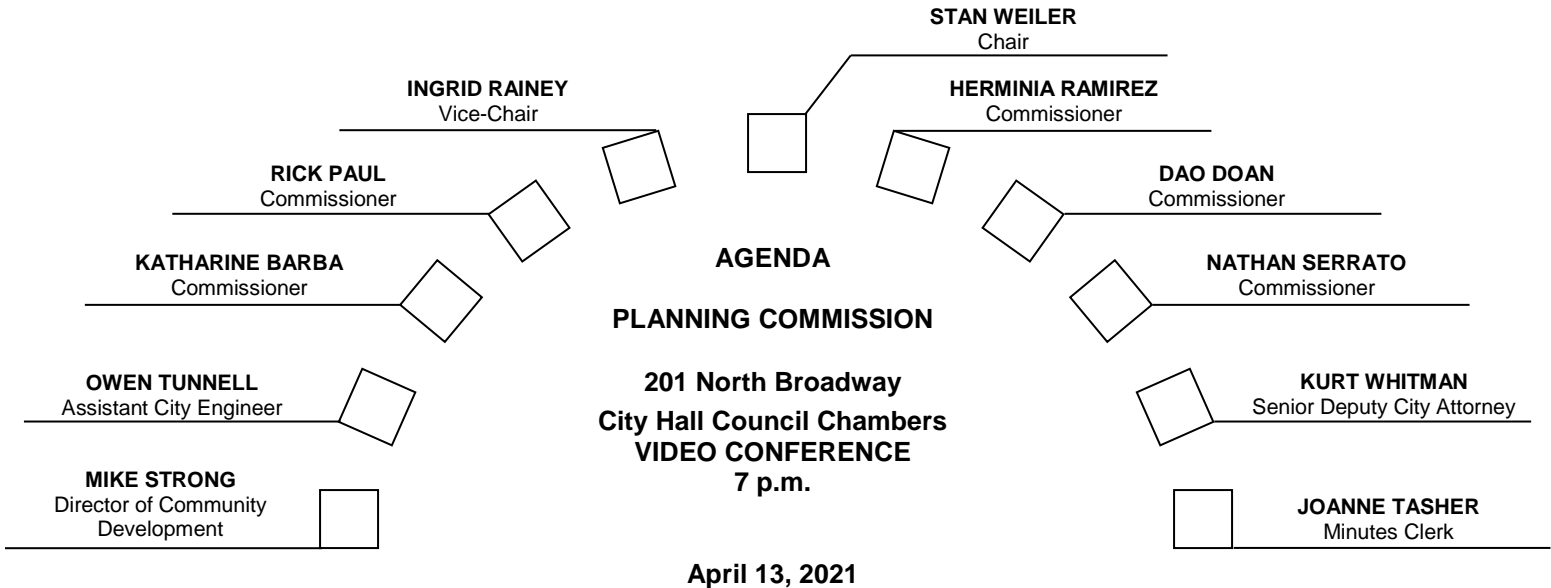 STAN WEILER
Chair
INGRID RAINEY
Vice-Chair
HERMINIA RAMIREZ
Commissioner
RICK PAUL
Commissioner
DAO DOAN
Commissioner
KATHARINE BARBA
Commissioner
AGENDA
NATHAN SERRATO
Commissioner
PLANNING COMMISSION
OWEN TUNNELL
Assistant City Engineer
201 North Broadway
City Hall Council Chambers
VIDEO CONFERENCE
7 p.m.
KURT WHITMAN
Senior Deputy City Attorney
MIKE STRONG
Director of Community
Development
JOANNE TASHER
Minutes Clerk
April 13, 2021